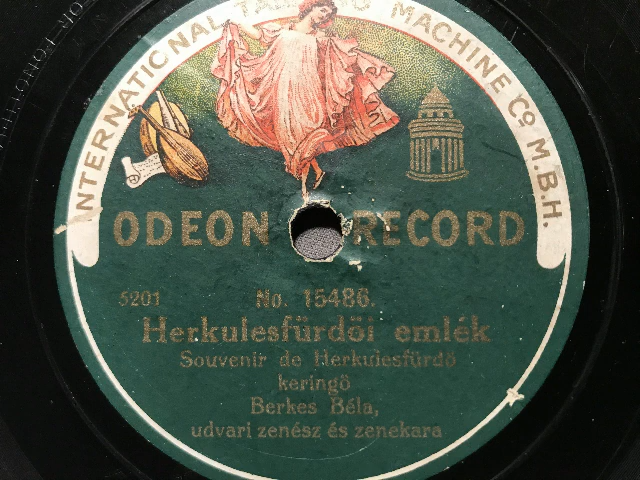 INTERNATIONAL TALKING MACHINE Co. M.B.H.
ODEON RECORD
5201 No. 15486.
Herkulesfürdői emlék
Souvenir de Herkulesfürdő
keringő
Berkes Béla,
udvari zenész és zenekara